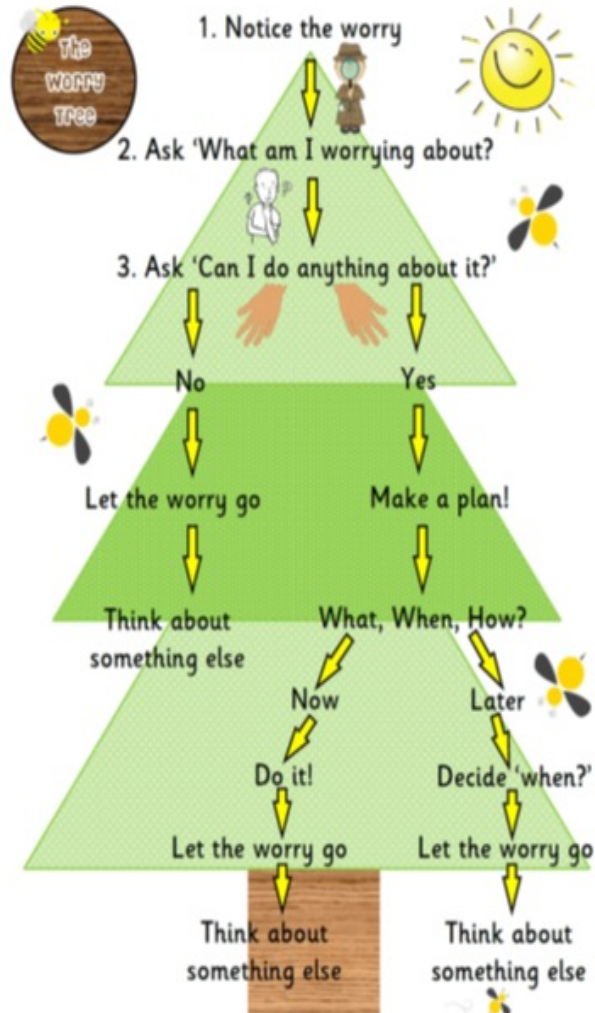 The
Worry
Tree
1. Notice the worry
2. Ask ‘What am I worrying about?
3. Ask ‘Can I do anything about it?’
No
Yes
Let the worry go
Make a plan!
Think about
something else
What, When, How?
Now
Later
Do it!
Decide ‘when?’
Let the worry go
Let the worry go
Think about
something else
Think about
something else